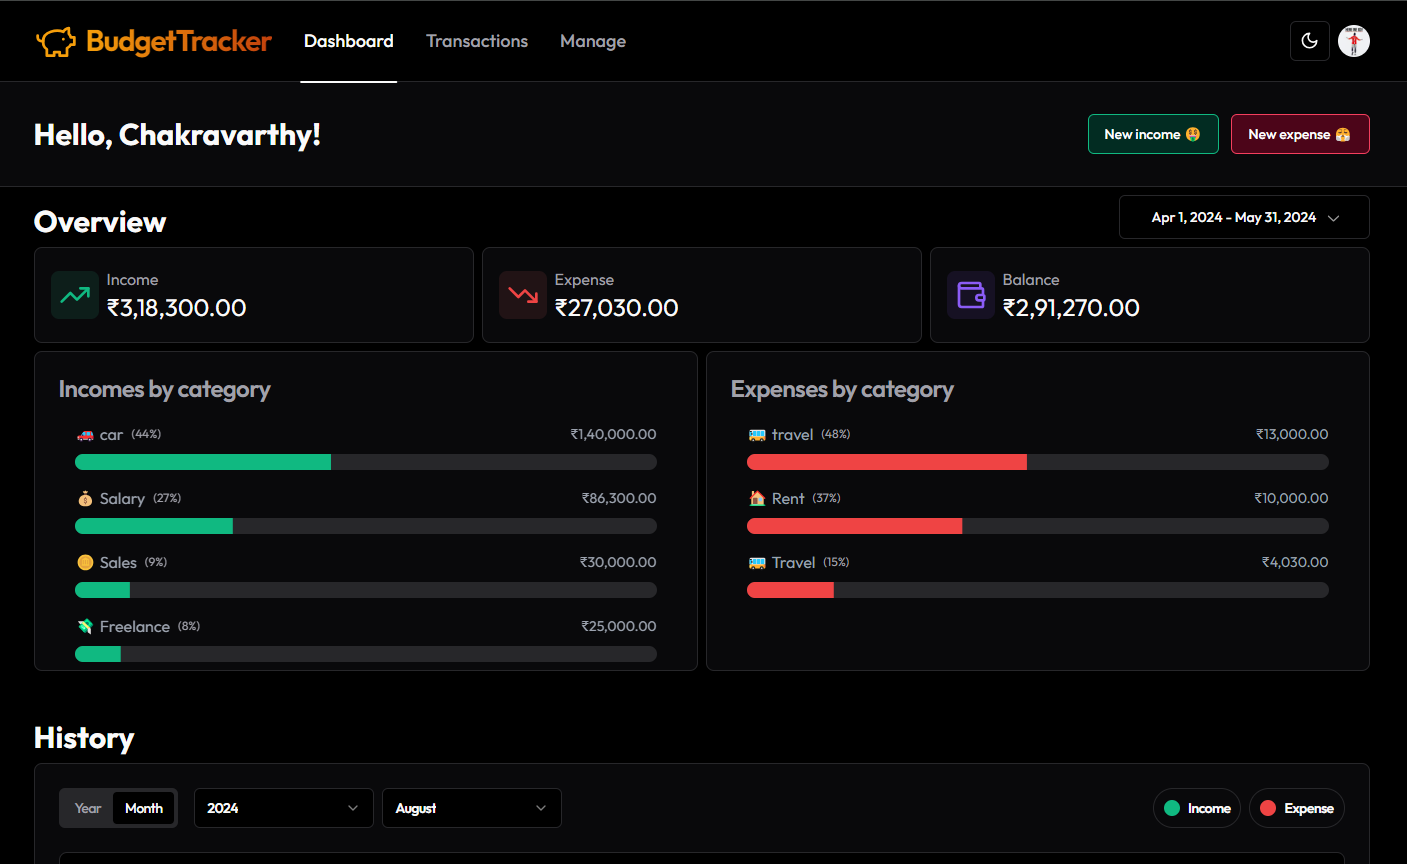 BudgetTracker Dashboard Transactions Manage
Hello, Chakravarthy!
New income 🤑 New expense 😤
Overview
Apr 1, 2024 - May 31, 2024
Income
₹3,18,300.00
Expense
₹27,030.00
Balance
₹2,91,270.00
Incomes by category
🚗 car (44%) ₹1,40,000.00
💰 Salary (27%) ₹86,300.00
🪙 Sales (9%) ₹30,000.00
💸 Freelance (8%) ₹25,000.00
Expenses by category
🚌 travel (48%) ₹13,000.00
🏠 Rent (37%) ₹10,000.00
🚌 Travel (15%) ₹4,030.00
History
Year Month 2024 August Income Expense